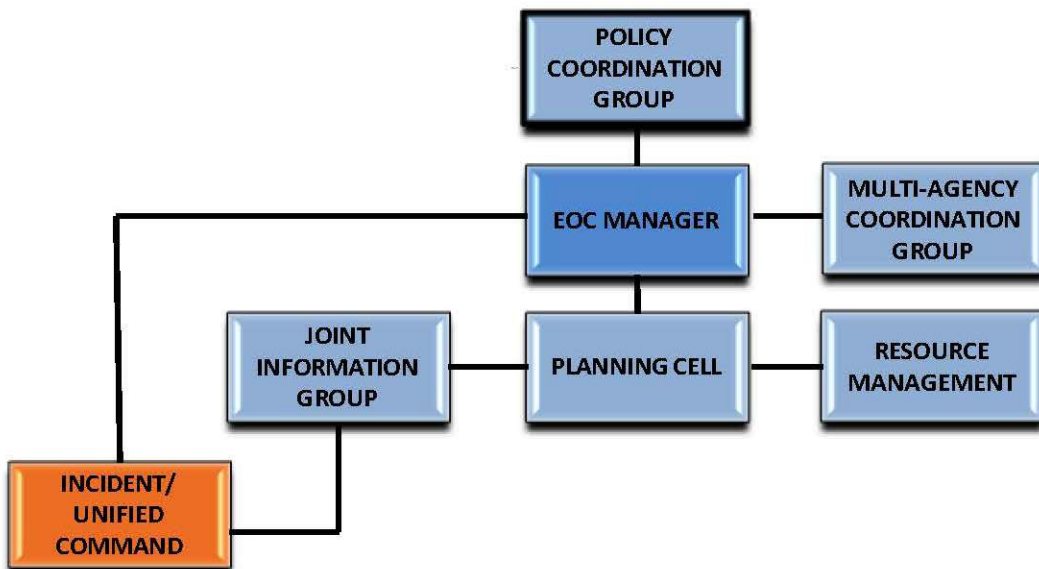 POLICY
COORDINATION
GROUP
EOC MANAGER
MULTI-AGENCY
COORDINATION
GROUP
JOINT
INFORMATION
GROUP
PLANNING CELL
RESOURCE
MANAGEMENT
INCIDENT/
UNIFIED
COMMAND